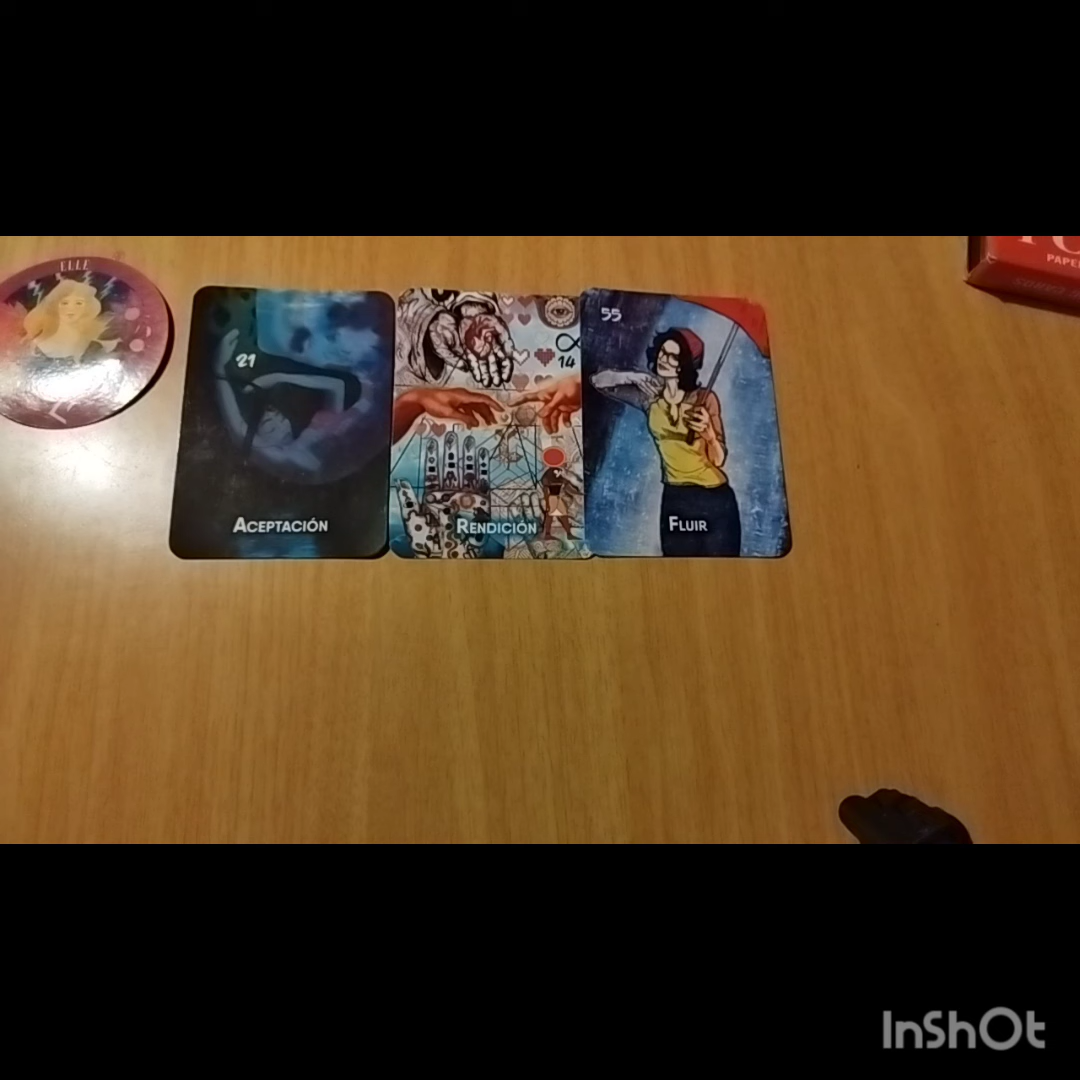 ELLE
21
ACEPTACIÓN
14
RENDICIÓN
55
FLUIR
InShOt